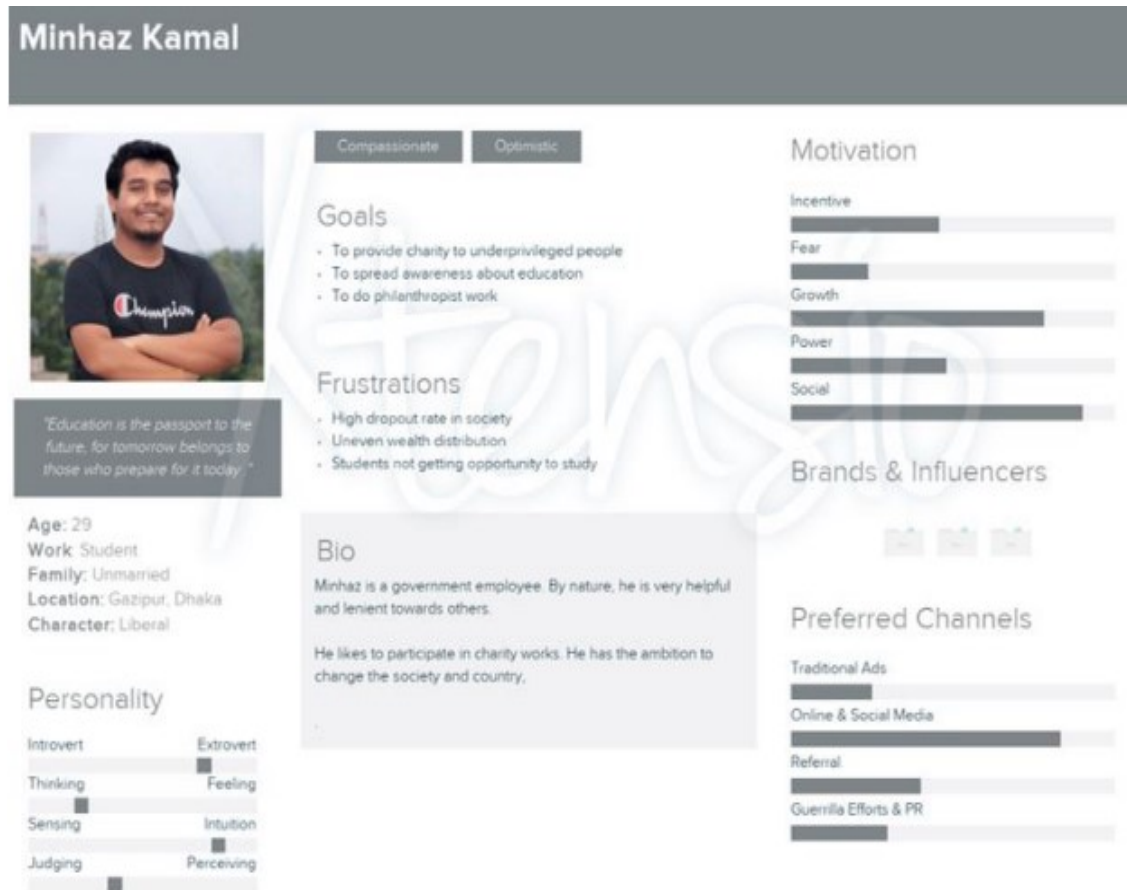 Minhaz Kamal
Champion
"Education is the passport to the
future, for tomorrow belongs to
those who prepare for it today."
Age: 29
Work: Student
Family: Unmarried
Location: Gazipur, Dhaka
Character: Liberal
Personality
Introvert Extrovert
Thinking Feeling
Sensing Intuition
Judging Perceiving
Compassionate Optimistic
Goals
- To provide charity to underprivileged people
- To spread awareness about education
- To do philanthropist work
Frustrations
- High dropout rate in society
- Uneven wealth distribution
- Students not getting opportunity to study
Bio
Minhaz is a government employee. By nature, he is very helpful
and lenient towards others.
He likes to participate in charity works. He has the ambition to
change the society and country,
.
Motivation
Incentive
Fear
Growth
Power
Social
Brands & Influencers
Preferred Channels
Traditional Ads
Online & Social Media
Referral
Guerrilla Efforts & PR
Xtensio